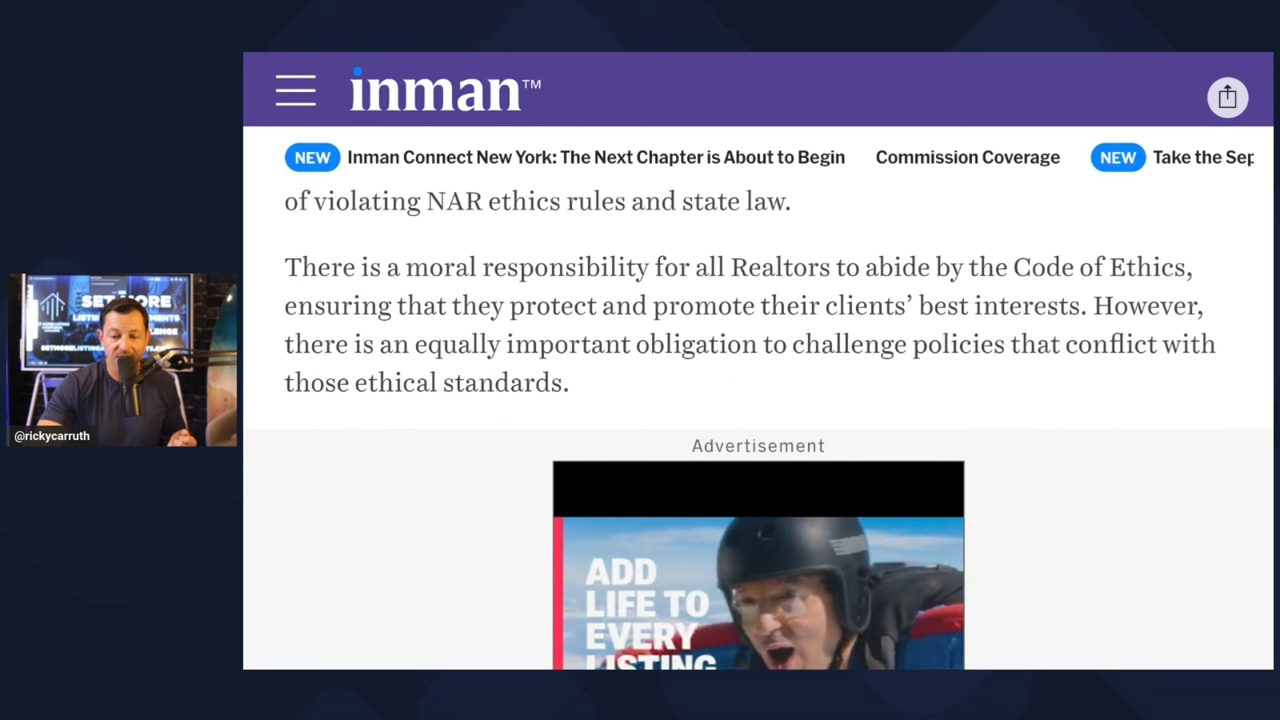 inman™
NEW Inman Connect New York: The Next Chapter is About to Begin Commission Coverage NEW Take the Sep
of violating NAR ethics rules and state law.
There is a moral responsibility for all Realtors to abide by the Code of Ethics,
ensuring that they protect and promote their clients’ best interests. However,
there is an equally important obligation to challenge policies that conflict with
those ethical standards.
Advertisement
ADD
LIFE TO
EVERY
LISTING
@rickycarruth